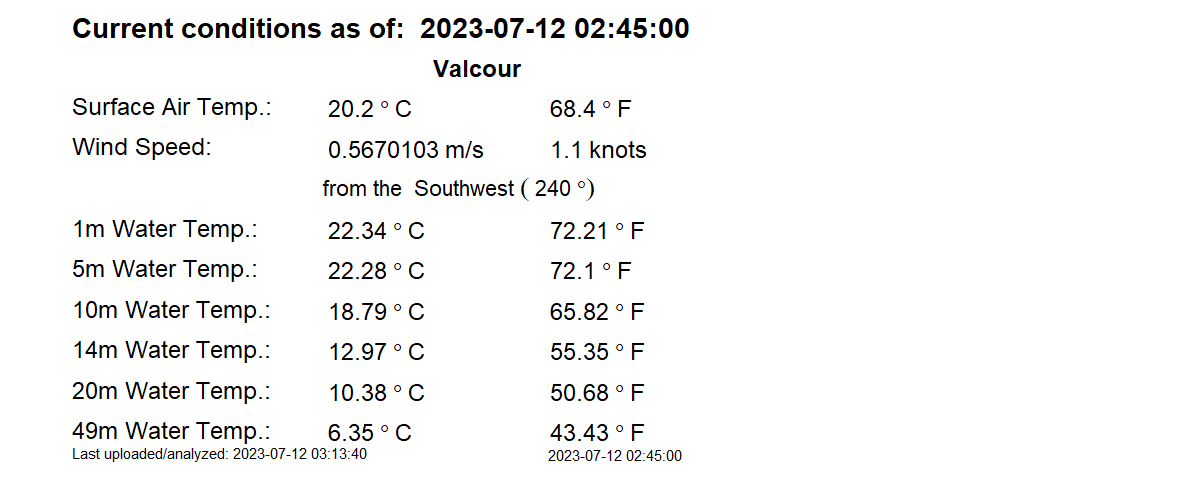 Current conditions as of: 2023-07-12 02:45:00
Valcour
Surface Air Temp.: 20.2 ° C 68.4 ° F
Wind Speed: 0.5670103 m/s 1.1 knots
from the Southwest ( 240 °)
1m Water Temp.: 22.34 ° C 72.21 ° F
5m Water Temp.: 22.28 ° C 72.1 ° F
10m Water Temp.: 18.79 ° C 65.82 ° F
14m Water Temp.: 12.97 ° C 55.35 ° F
20m Water Temp.: 10.38 ° C 50.68 ° F
49m Water Temp.: 6.35 ° C 43.43 ° F
Last uploaded/analyzed: 2023-07-12 03:13:40 2023-07-12 02:45:00